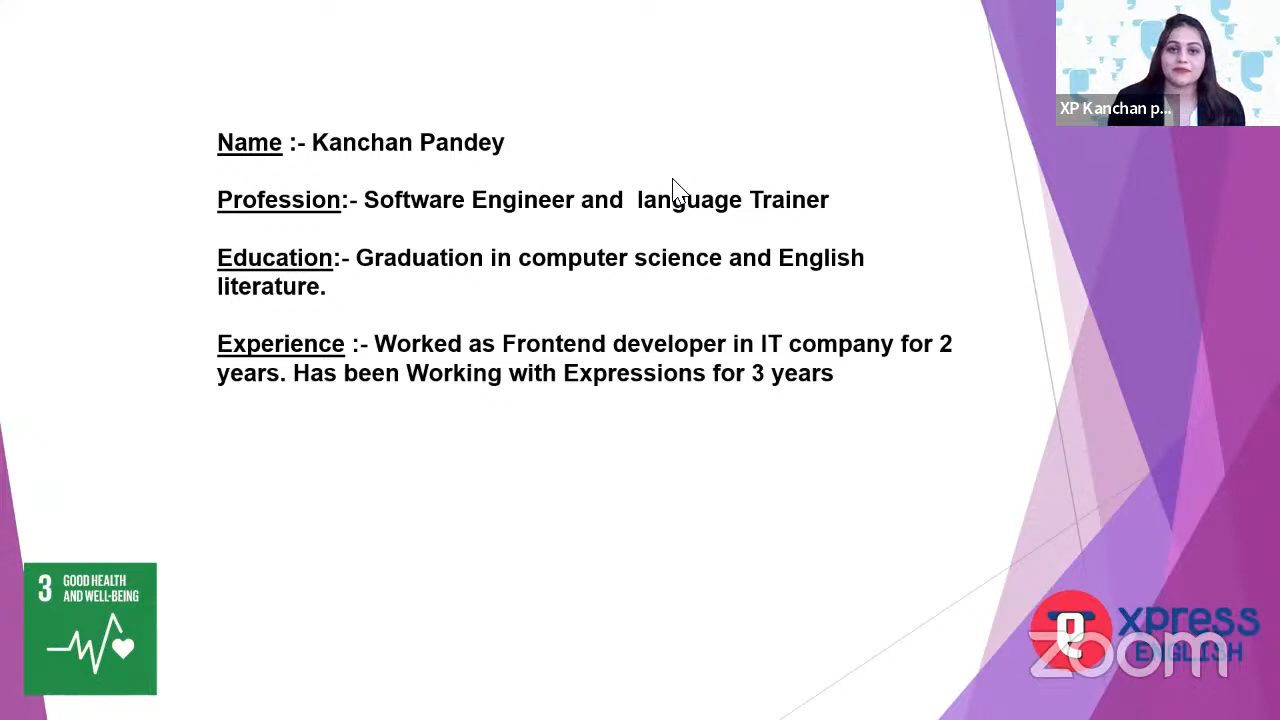 XP Kanchan p...
Name :- Kanchan Pandey
Profession:- Software Engineer and  language Trainer
Education:- Graduation in computer science and English
literature.
Experience :- Worked as Frontend developer in IT company for 2
years. Has been Working with Expressions for 3 years
3 GOOD HEALTH
AND WELL-BEING
xpress
ENGLISH
zoom